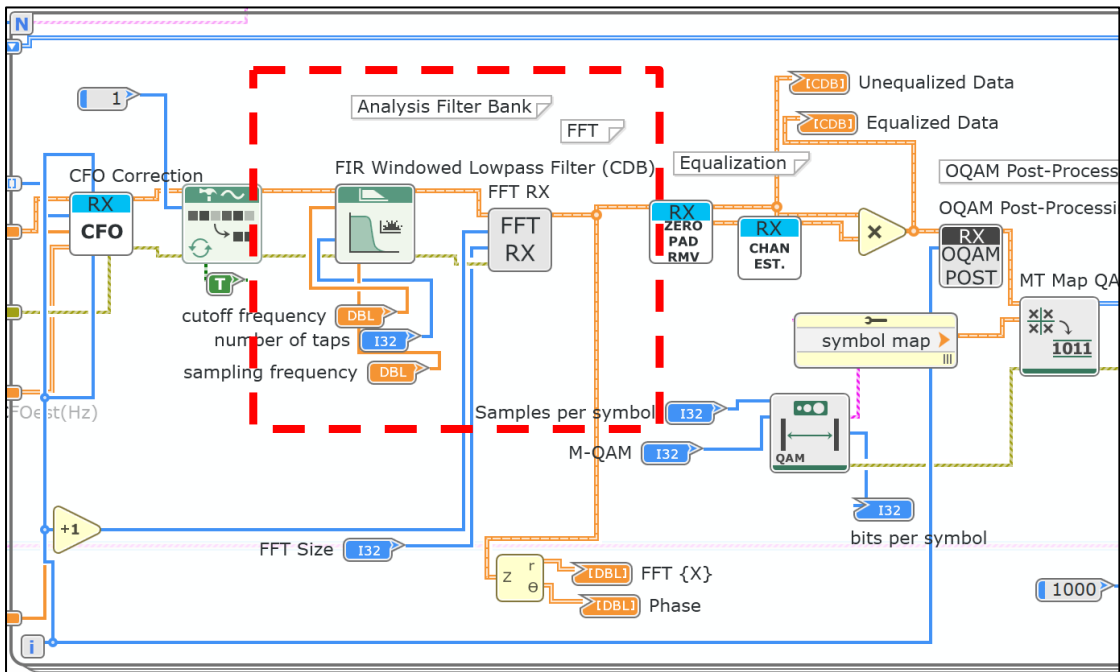 N
1
Analysis Filter Bank
FFT
[CDB]
Unequalized Data
[CDB]
Equalized Data
CFO Correction
FIR Windowed Lowpass Filter (CDB)
FFT RX
Equalization
OQAM Post-Process
OQAM Post-Processi
RX
CFO
FFT
RX
RX
ZERO
PAD
RMV
RX
CHAN
EST.
×
RX
OQAM
POST
T
MT Map QA
cutoff frequency
DBL
number of taps
I32
sampling frequency
DBL
symbol map
1011
FOest(Hz)
Samples per symbol
I32
M-QAM
I32
QAM
I32
bits per symbol
+1
FFT Size
I32
z
r
Θ
[DBL]
FFT {X}
[DBL]
Phase
1000
i